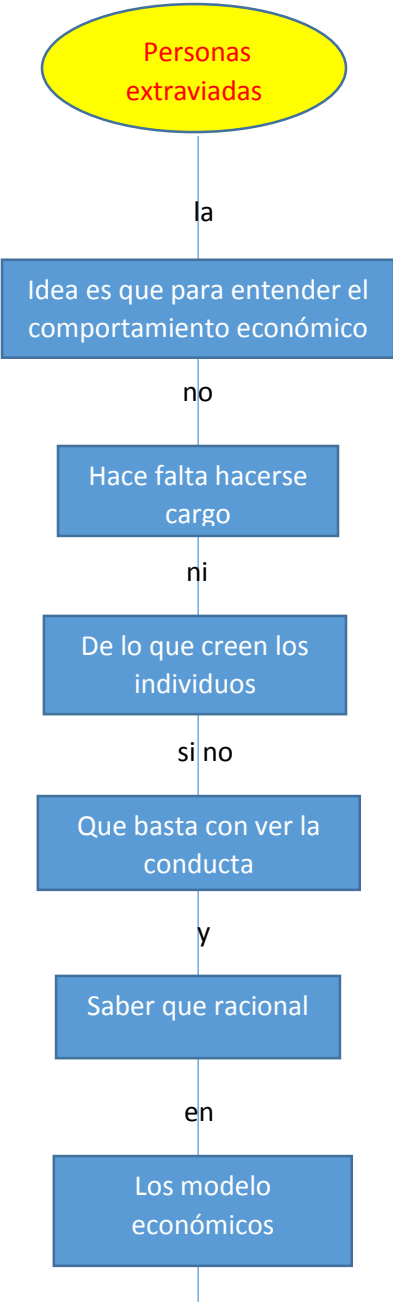 Personas
extraviadas
la
Idea es que para entender el
comportamiento económico
no
Hace falta hacerse
cargo
ni
De lo que creen los
individuos
si no
Que basta con ver la
conducta
y
Saber que racional
en
Los modelo
económicos